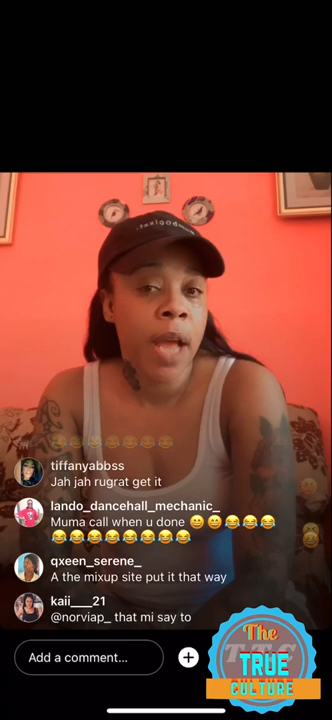 😂😂😂😂😂😂😂
tiffanyabbss
Jah jah rugrat get it
lando_dancehall_mechanic_
Muma call when u done 😀😀😂😂😂
😂😂😂😂😂😂😂😂😂
qxeen_serene_
A the mixup site put it that way
kaii___21
@norviap_ that mi say to
Add a comment...
The
TRUE
CULTURE